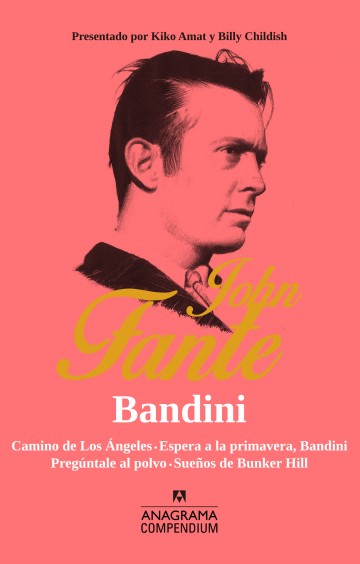 Presentado por Kiko Amat y Billy Childish
John
Fante
Bandini
Camino de Los Ángeles · Espera a la primavera, Bandini
Pregúntale al polvo · Sueños de Bunker Hill
ANAGRAMA
COMPENDIUM